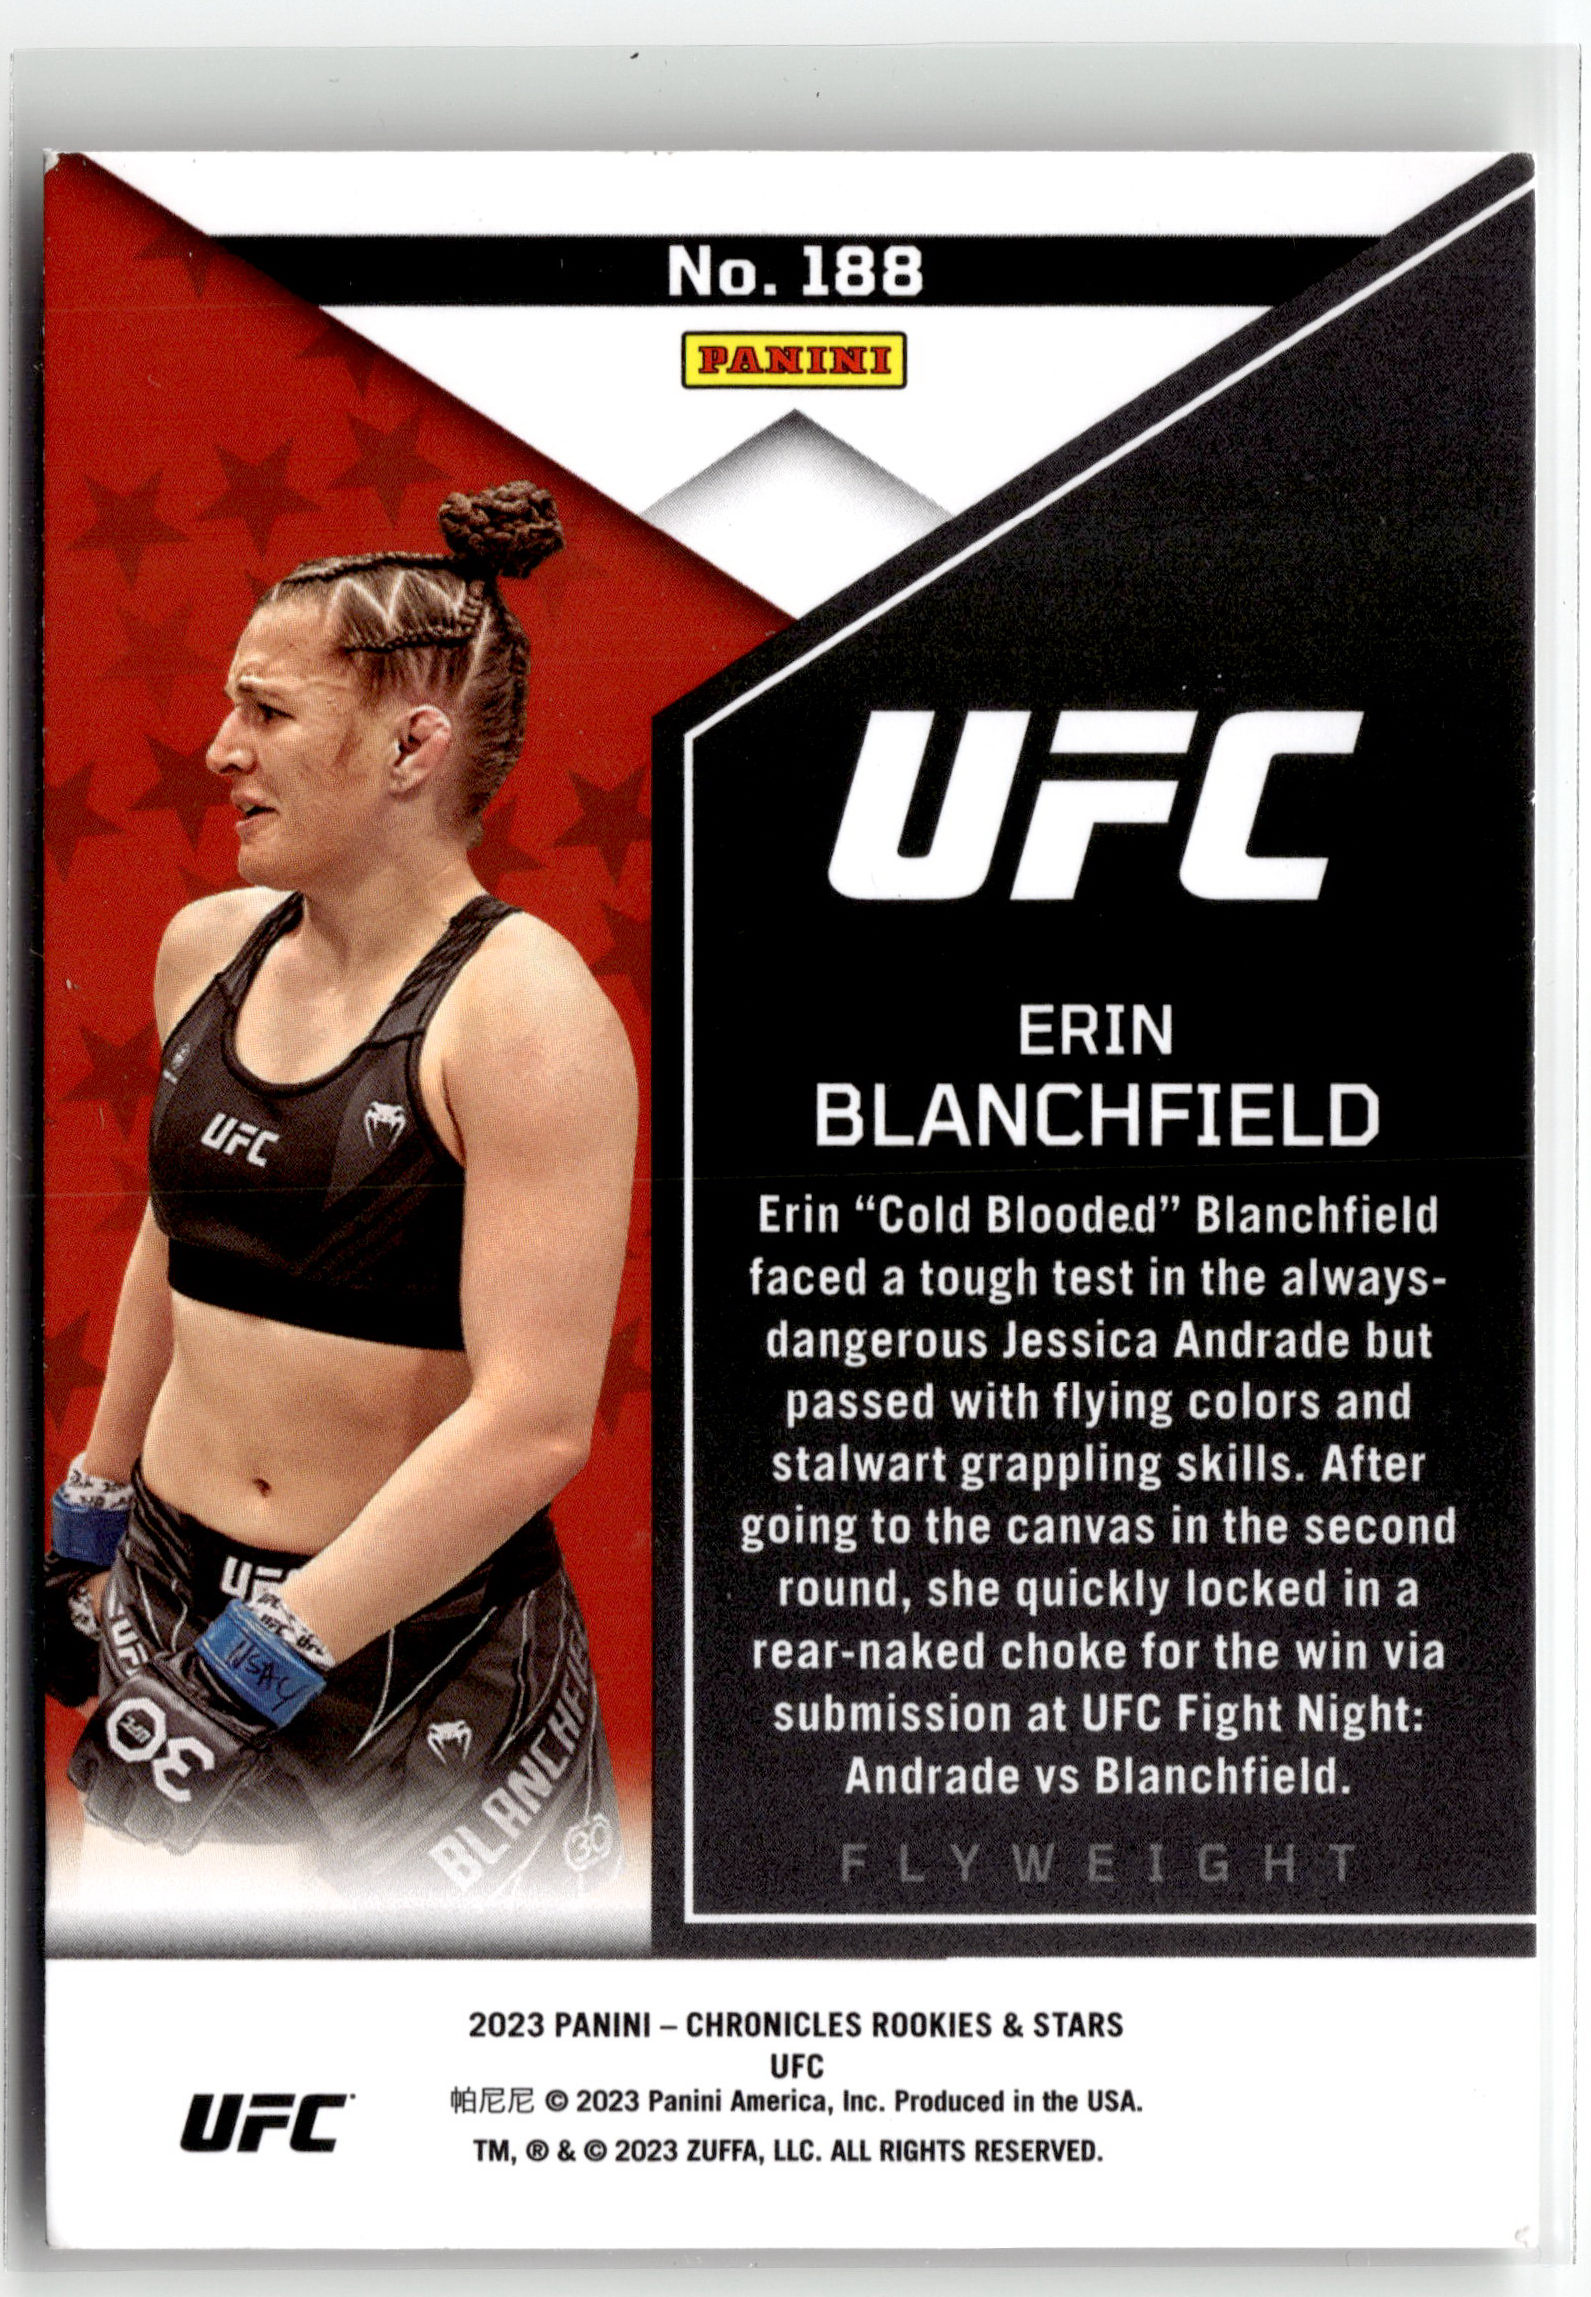 No. 188
PANINI
UFC
ERIN
BLANCHFIELD
Erin “Cold Blooded” Blanchfield
faced a tough test in the always-
dangerous Jessica Andrade but
passed with flying colors and
stalwart grappling skills. After
going to the canvas in the second
round, she quickly locked in a
rear-naked choke for the win via
submission at UFC Fight Night:
Andrade vs Blanchfield.
FLYWEIGHT
UFC
UFC
UFC
BLANCHFIE
30
2023 PANINI – CHRONICLES ROOKIES & STARS
UFC
帕尼尼 © 2023 Panini America, Inc. Produced in the USA.
TM, ® & © 2023 ZUFFA, LLC. ALL RIGHTS RESERVED.
UFC